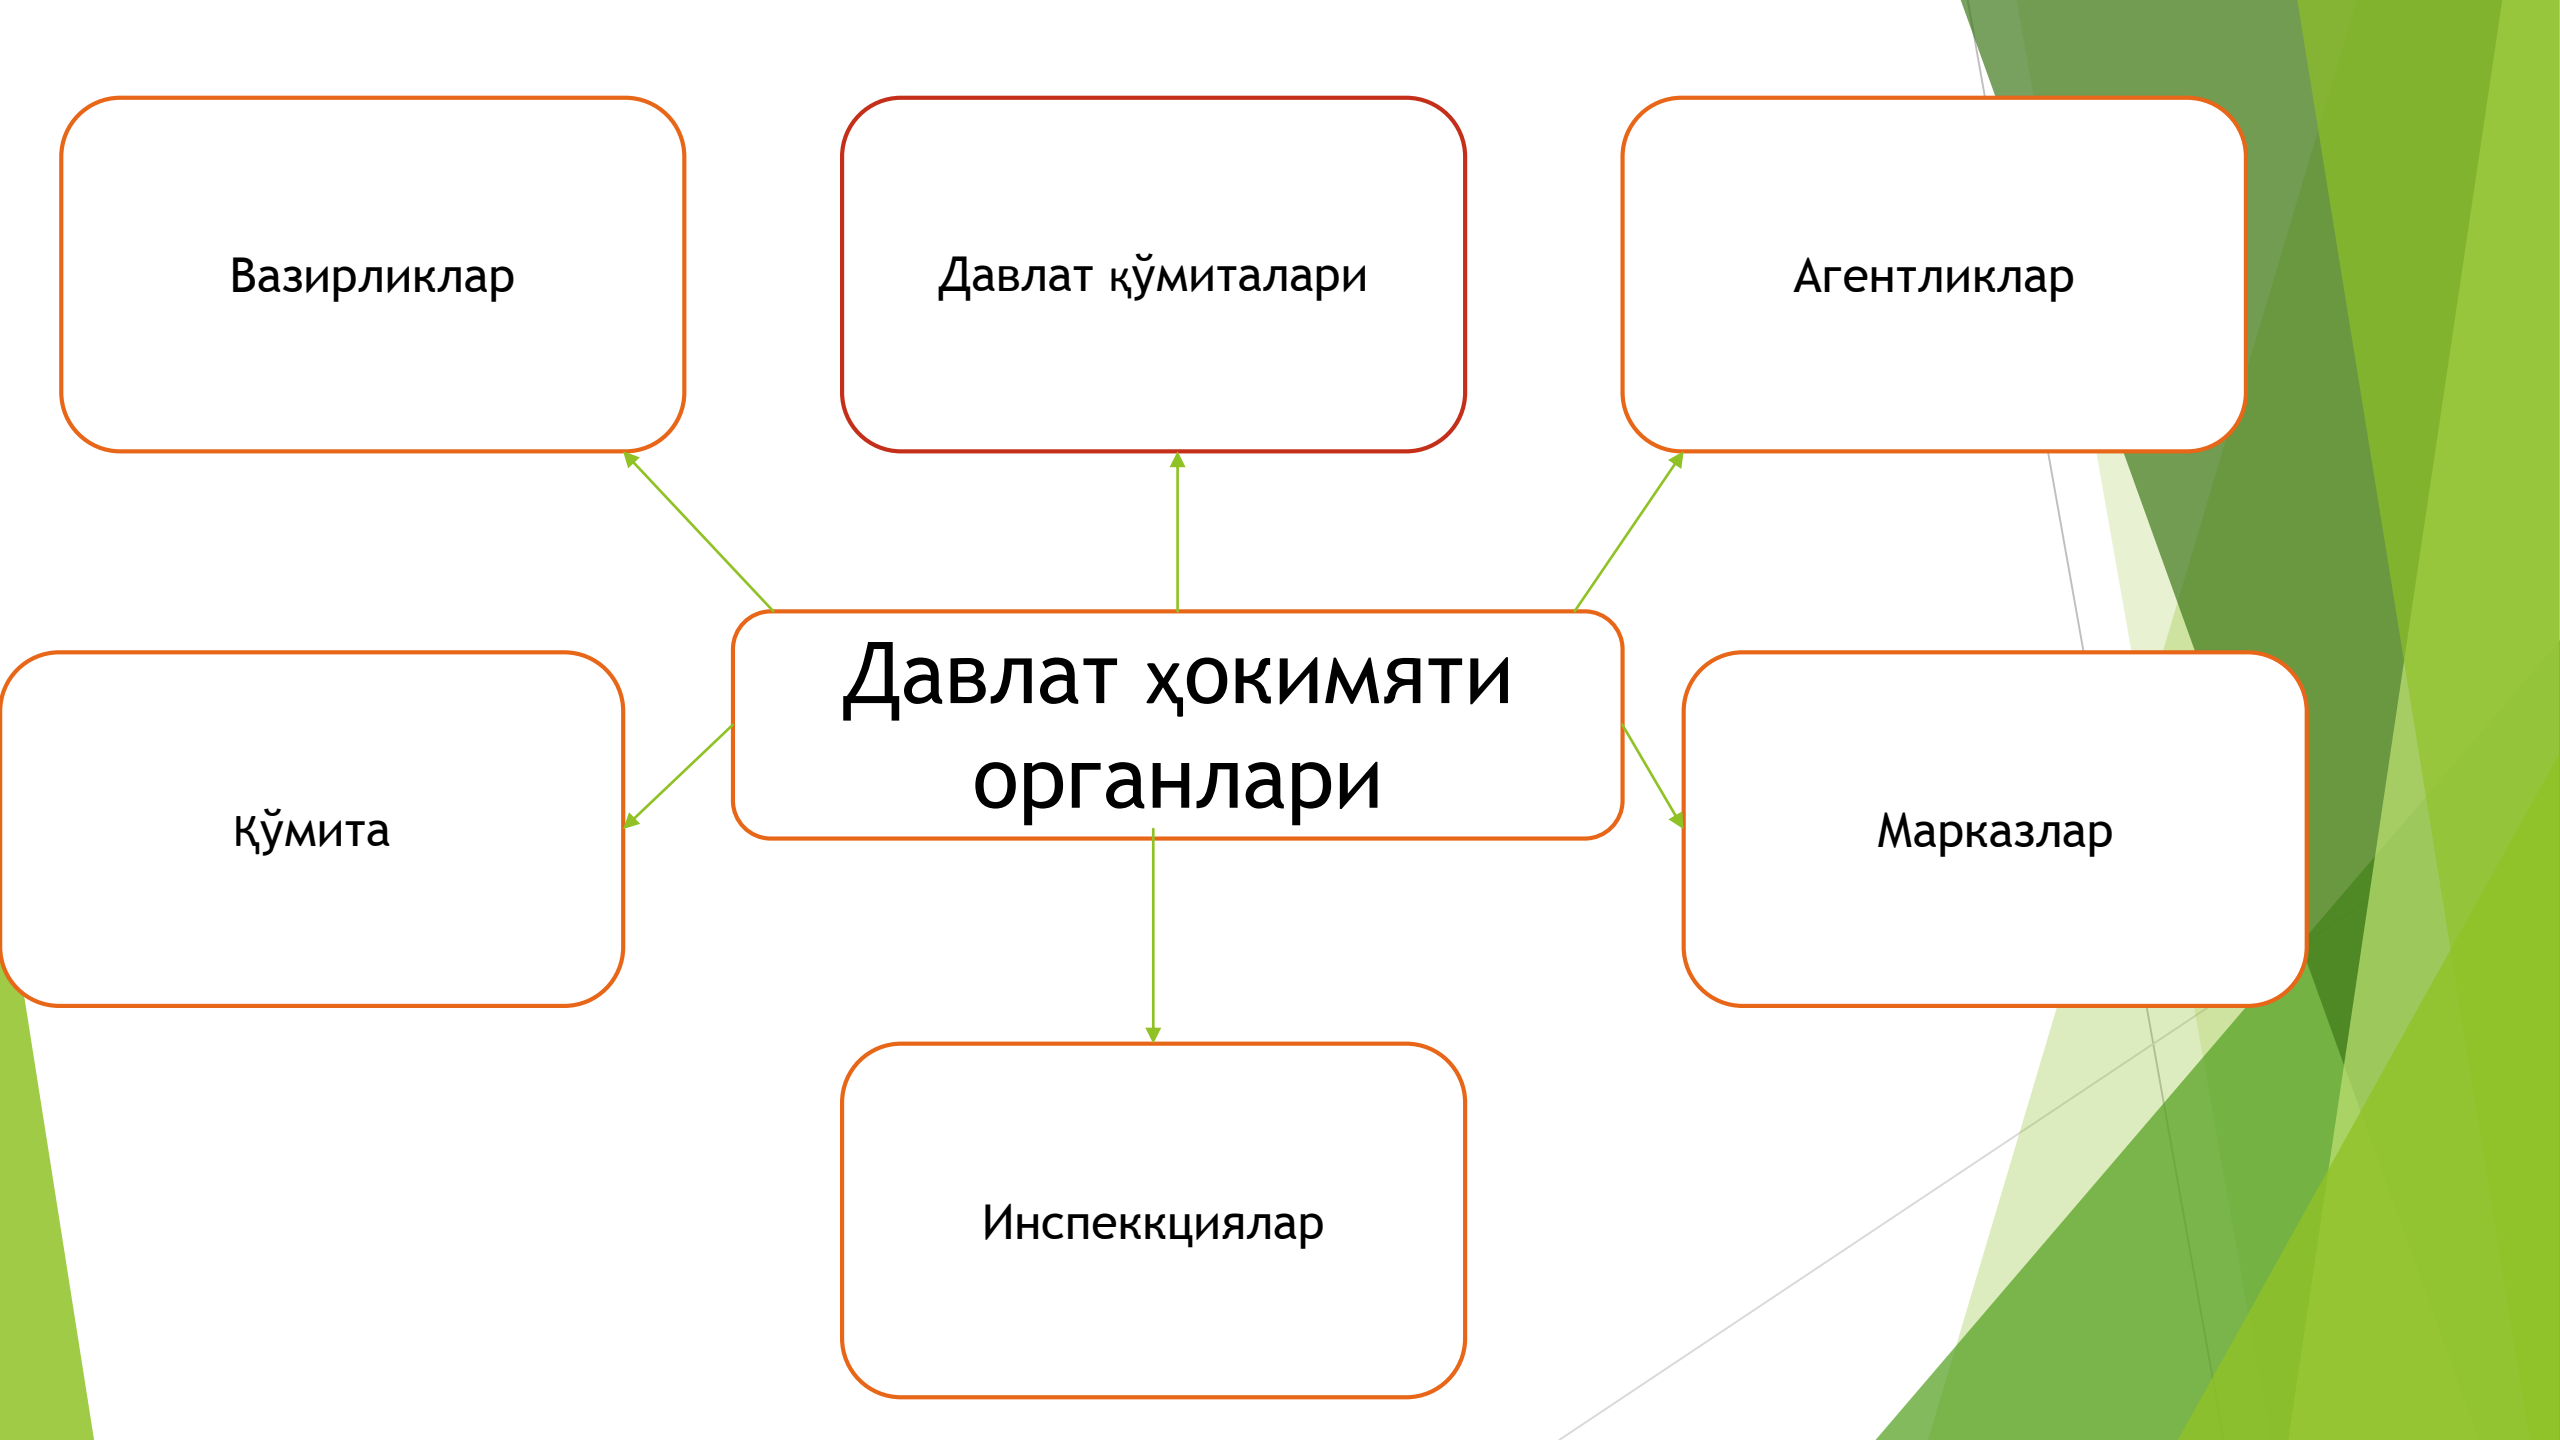 Вазирликлар
Давлат қўмиталари
Агентликлар
Давлат ҳокимяти
органлари
Қўмита
Марказлар
Инспеккциялар